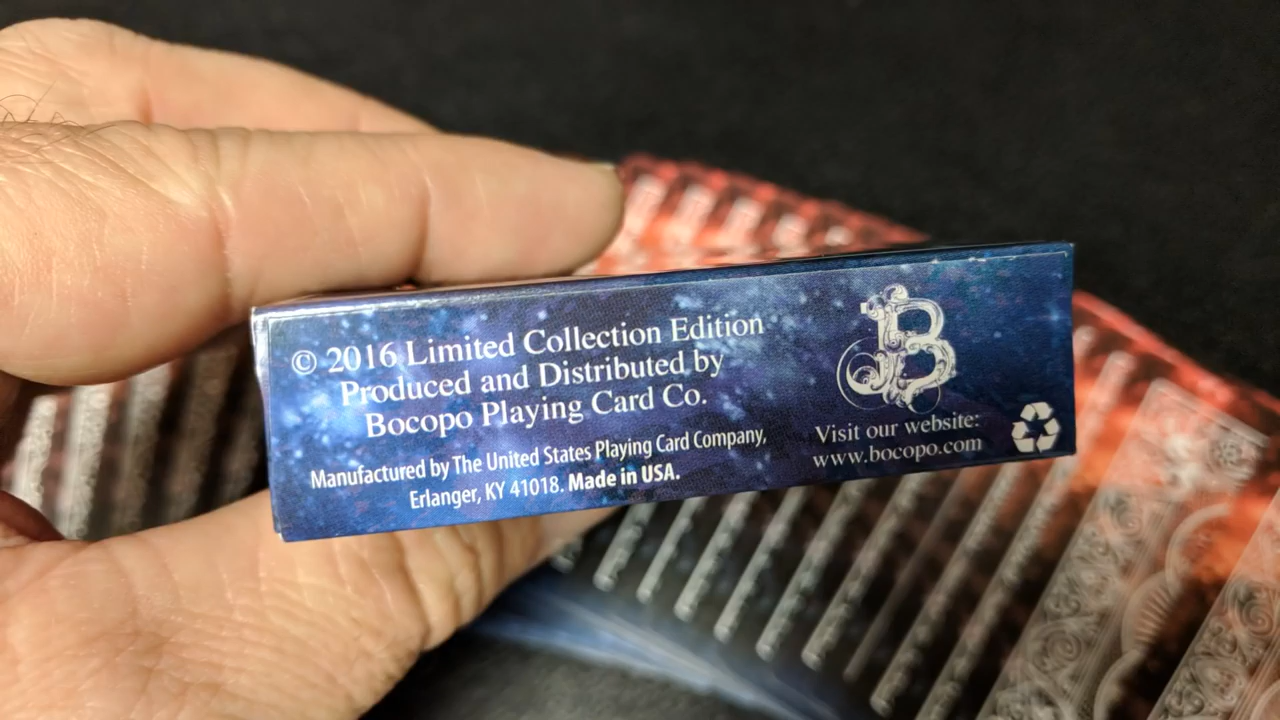 © 2016 Limited Collection Edition
Produced and Distributed by
Bocopo Playing Card Co.
Manufactured by The United States Playing Card Company,
Erlanger, KY 41018. Made in USA.
B
Visit our website:
www.bocopo.com